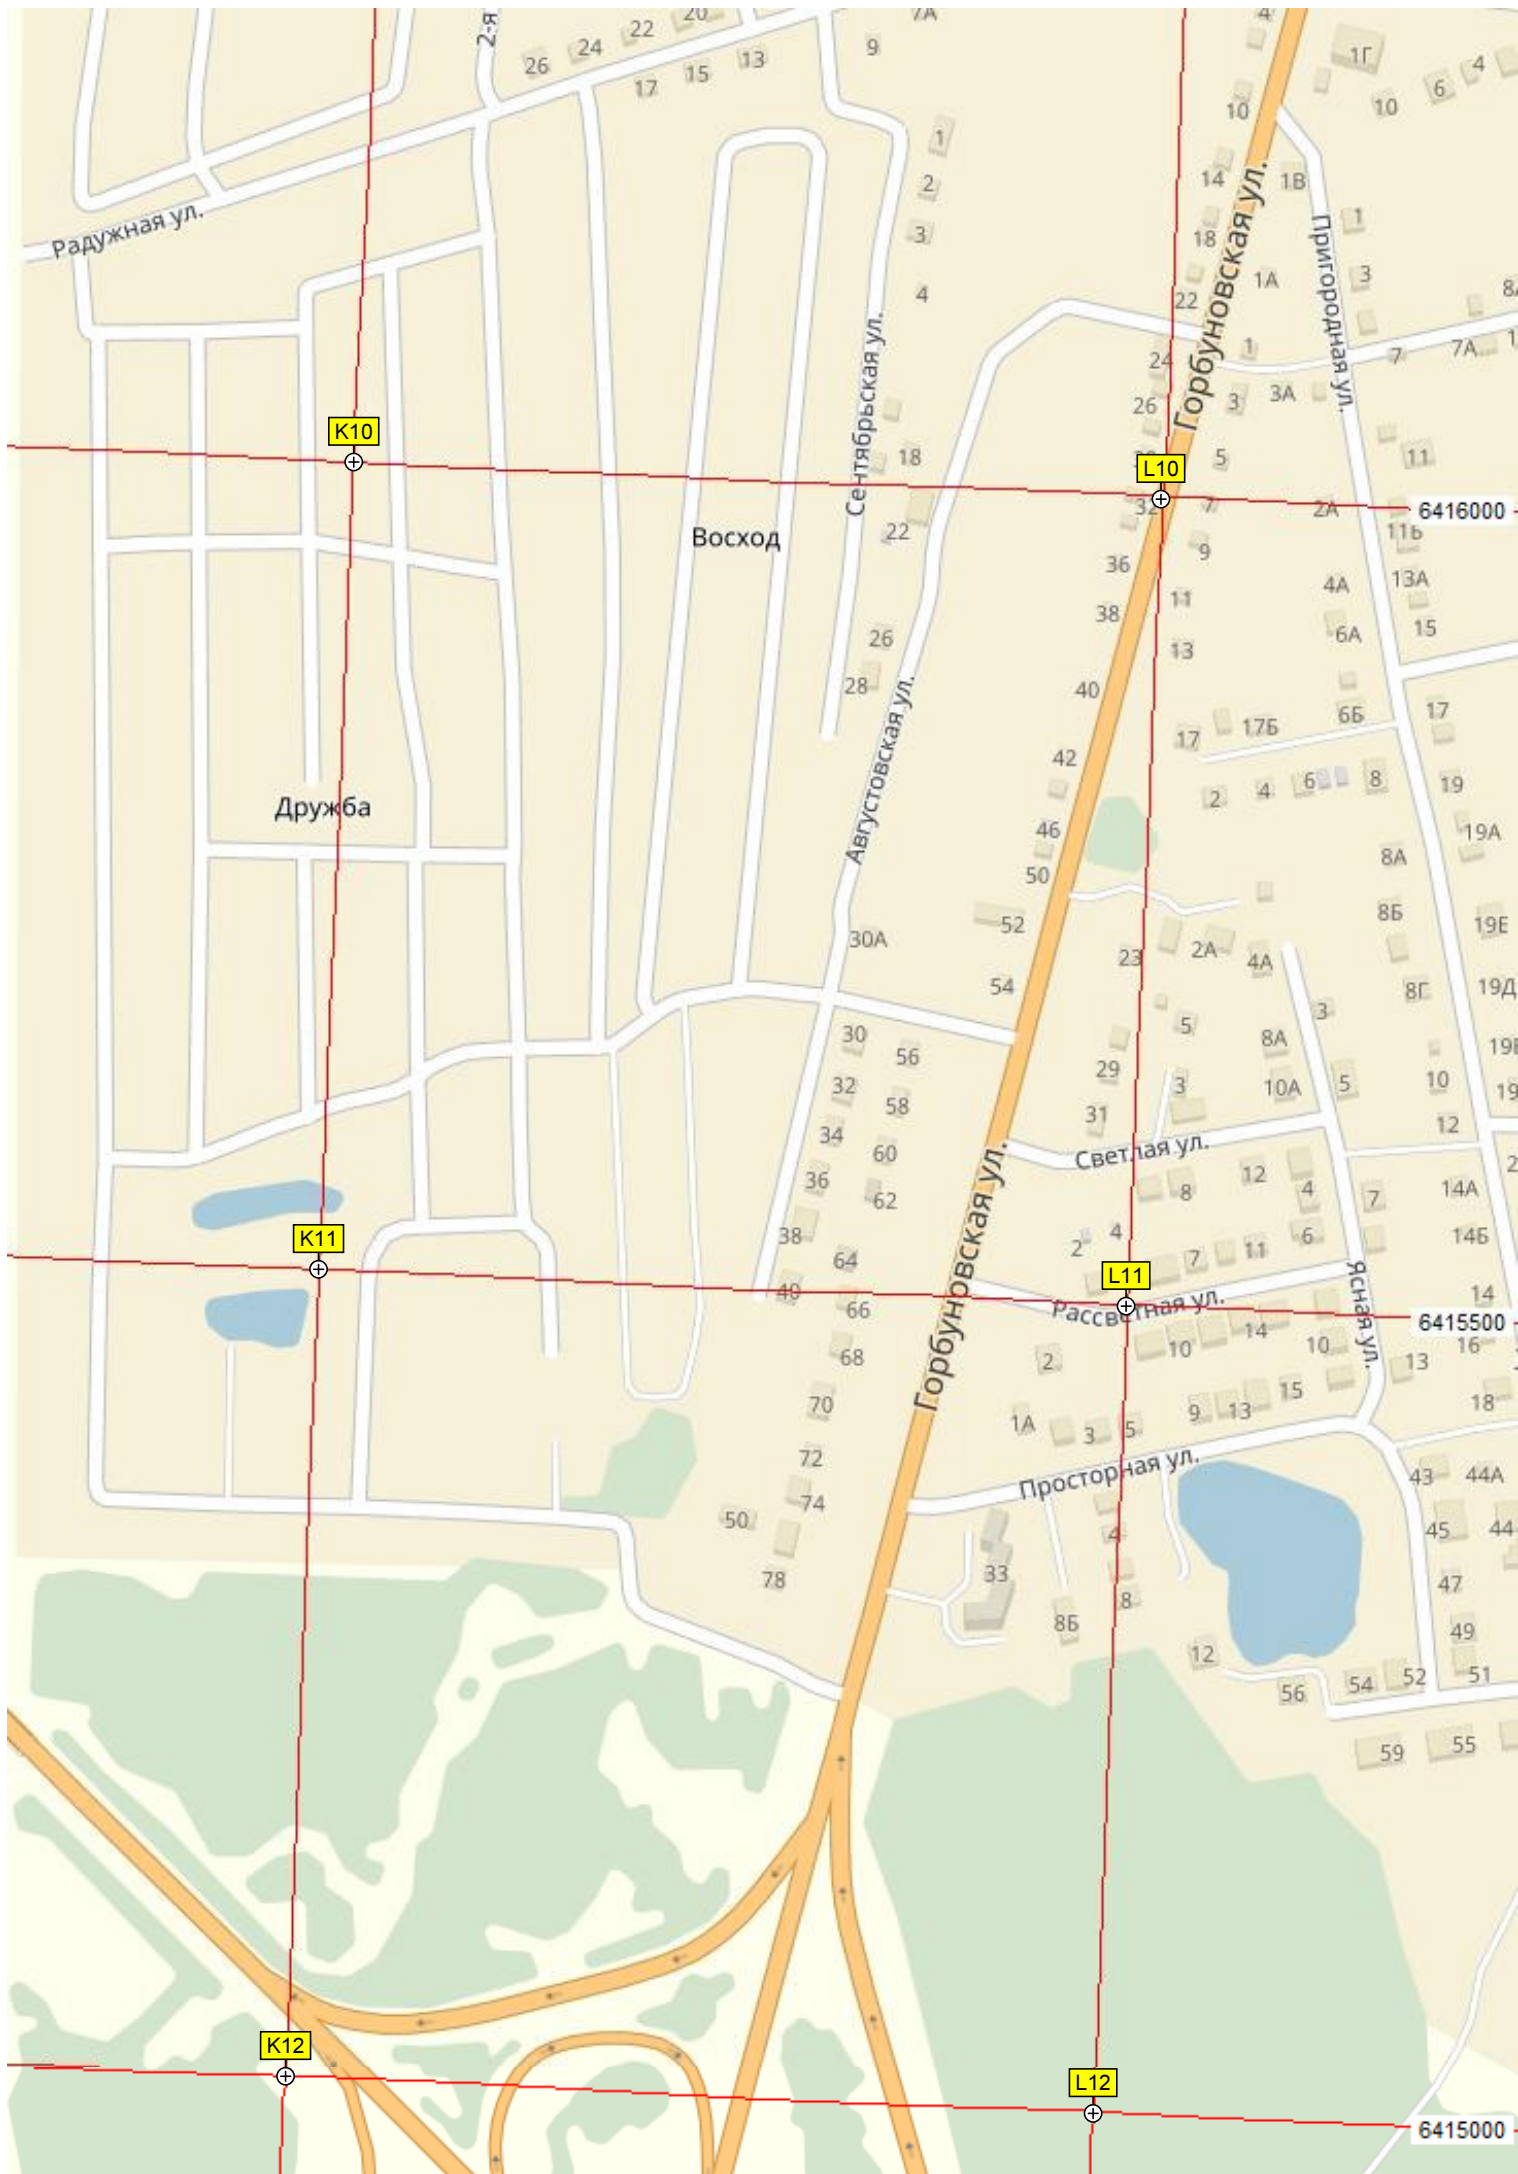 7А
2-я
20
22
24
26
17
15
13
9
4
1Г
4
6
10
10
1
2
3
4
14
1В
18
1А
22
1
3
8А
Радужная ул.
Сентябрьская ул.
Горбуновская ул.
Пригородная ул.
24
1
7
7А
26
3
3А
K10
18
5
11
L10
32
7
2А
6416000
22
Восход
9
11Б
36
4А
13А
38
11
6А
15
26
13
28
40
6Б
17
17
17Б
Августовская ул.
42
2
4
6
8
19
Дружба
46
19А
8А
50
8Б
52
19Е
30А
23
2А
4А
54
8Г
19Д
3
30
56
5
8А
29
32
3
10А
5
10
58
31
12
34
60
Светлая ул.
36
62
8
12
4
7
14А
38
4
2
6
14Б
K11
64
7
11
L11
40
66
Рассветная ул.
14
6415500
Ясная ул.
Горбуновская ул.
68
2
10
14
10
13
16
70
1А
3
5
9
13
15
18
72
Просторная ул.
43
44А
74
50
4
45
44
78
33
8
47
8Б
49
12
56
54
52
51
59
55
K12
L12
6415000